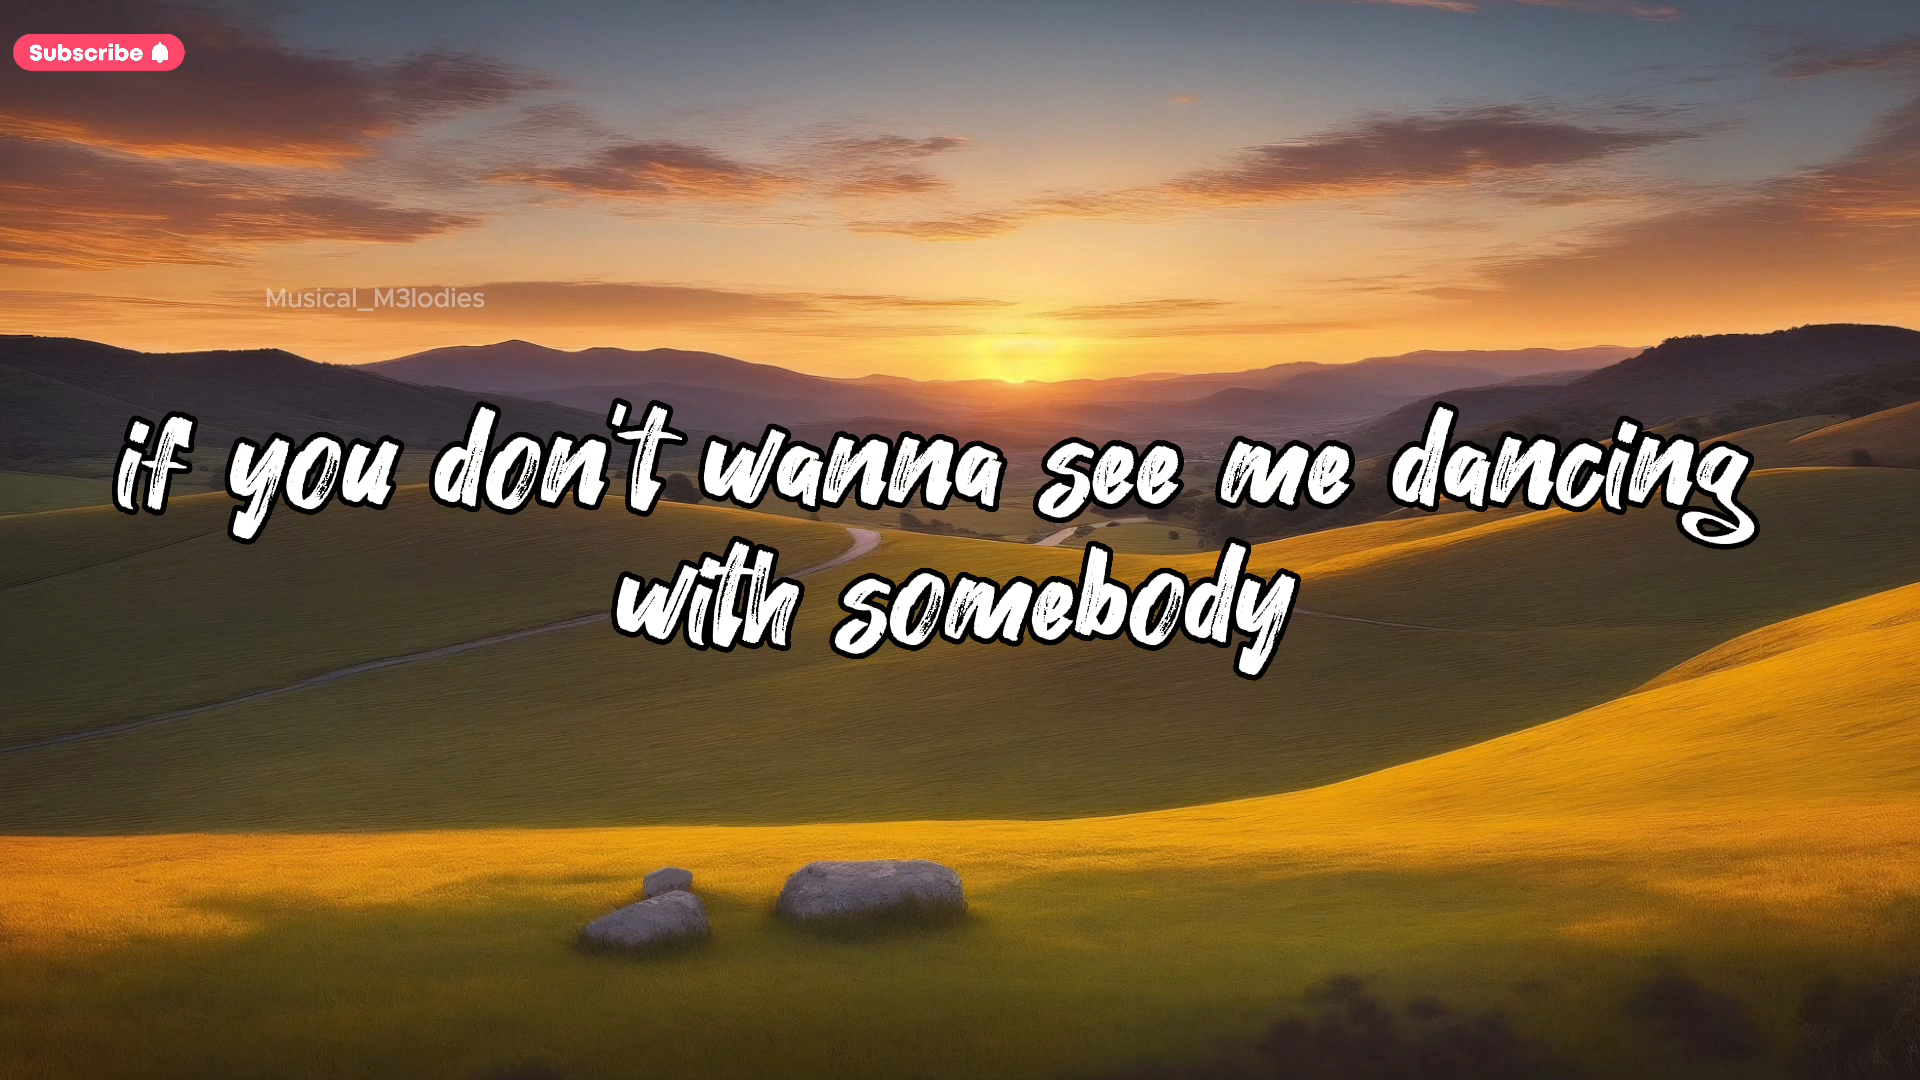 Subscribe
Musical_M3lodies
if you don't wanna see me dancing
with somebody